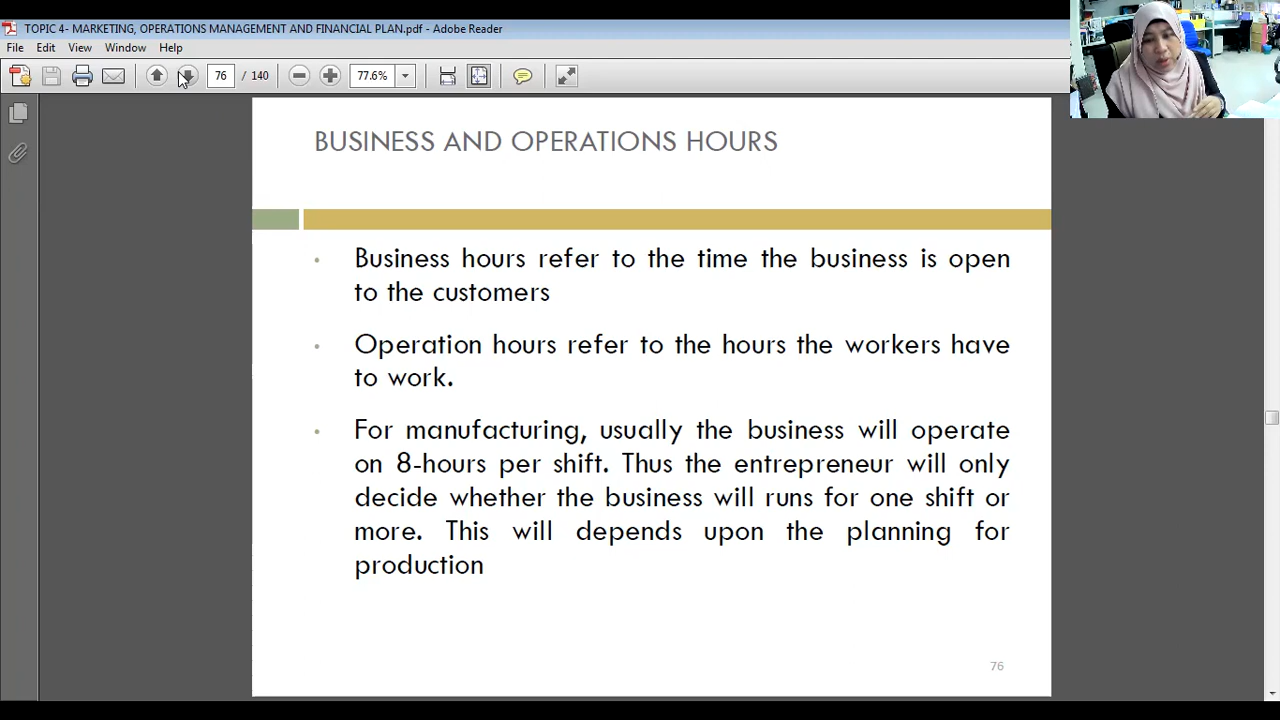 TOPIC 4- MARKETING, OPERATIONS MANAGEMENT AND FINANCIAL PLAN.pdf - Adobe Reader
File Edit View Window Help
76 / 140 77.6%
BUSINESS AND OPERATIONS HOURS
• Business hours refer to the time the business is open
to the customers
• Operation hours refer to the hours the workers have
to work.
• For manufacturing, usually the business will operate
on 8-hours per shift. Thus the entrepreneur will only
decide whether the business will runs for one shift or
more. This will depends upon the planning for
production
76